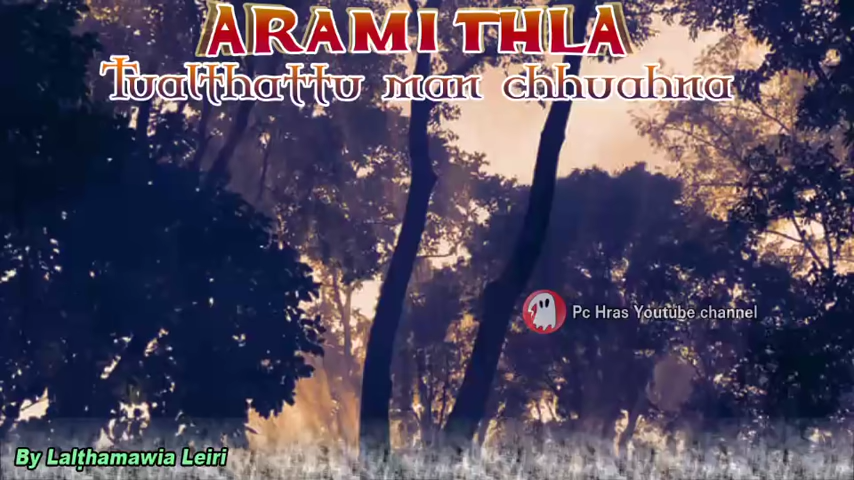 ARAMI THLA
Tualthattu man chhuahna
Pc Hras Youtube channel
By Lalṭhamawia Leiri